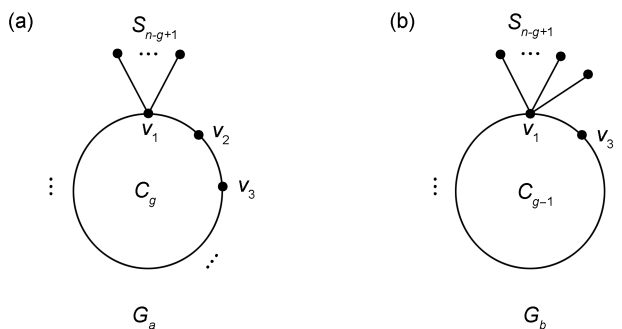 (a)
S_{n-g+1}
...
v_1
v_2
C_g
v_3
...
...
G_a
(b)
S_{n-g+1}
...
v_1
v_3
C_{g-1}
...
G_b